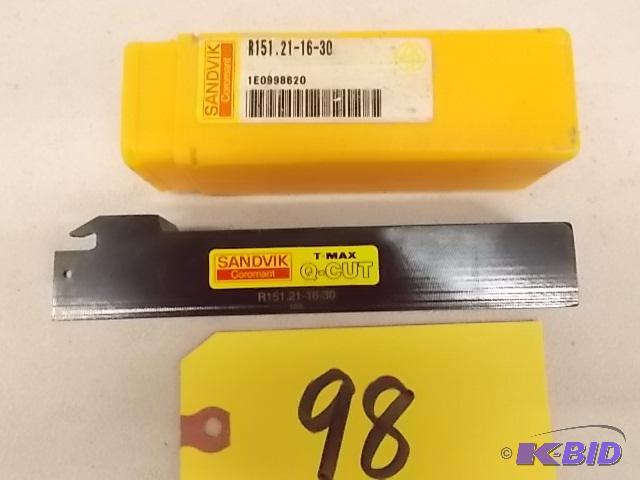 SANDVIK
Coromant
R151.21-16-30
1E0998620
SANDVIK
Coromant
T-MAX
Q-CUT
R151.21-16-30
98
© K-BID